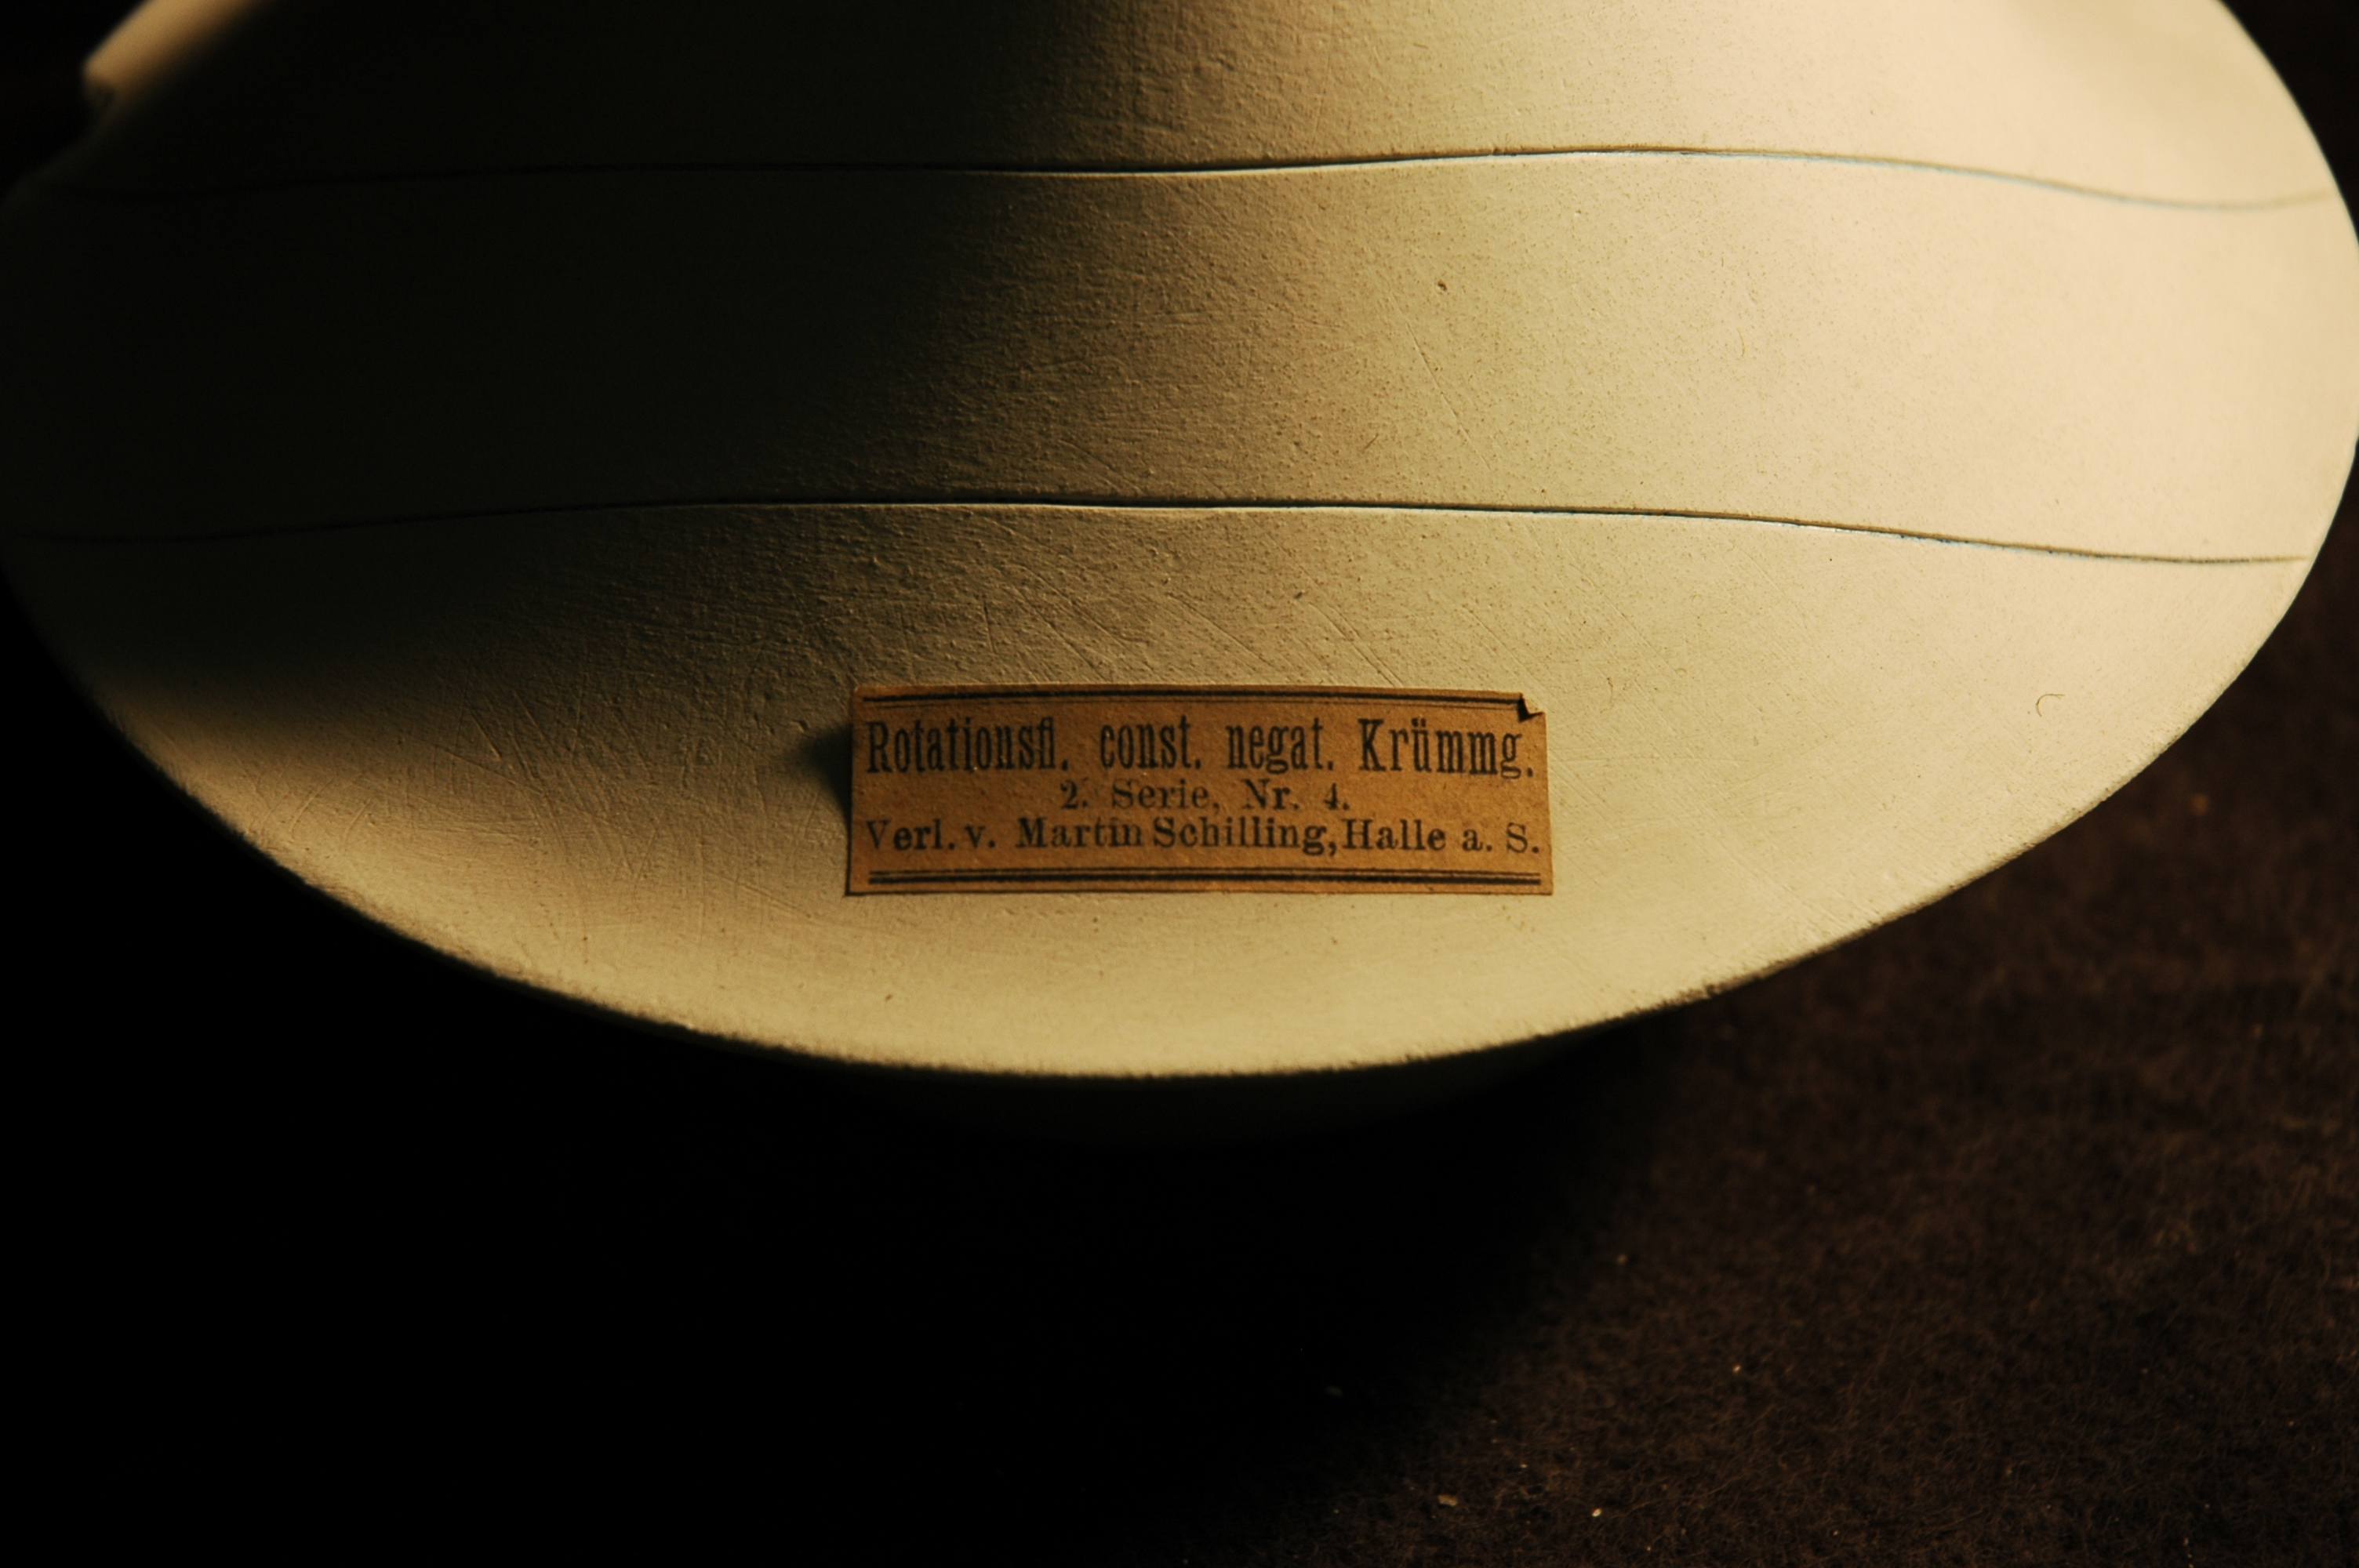 Rotationsfl. const. negat. Krümmg.
2. Serie, Nr. 4.
Verl. v. Martin Schilling, Halle a. S.